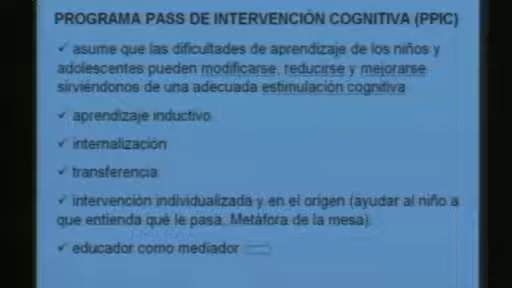 PROGRAMA PASS DE INTERVENCIÓN COGNITIVA (PPIC)
✓ asume que las dificultades de aprendizaje de los niños y
adolescentes pueden modificarse, reducirse y mejorarse
sirviéndonos de una adecuada estimulación cognitiva
✓ aprendizaje inductivo
✓ internalización
✓ transferencia
✓ intervención individualizada y en el origen (ayudar al niño a
que entienda qué le pasa. Metáfora de la mesa)
✓ educador como mediador